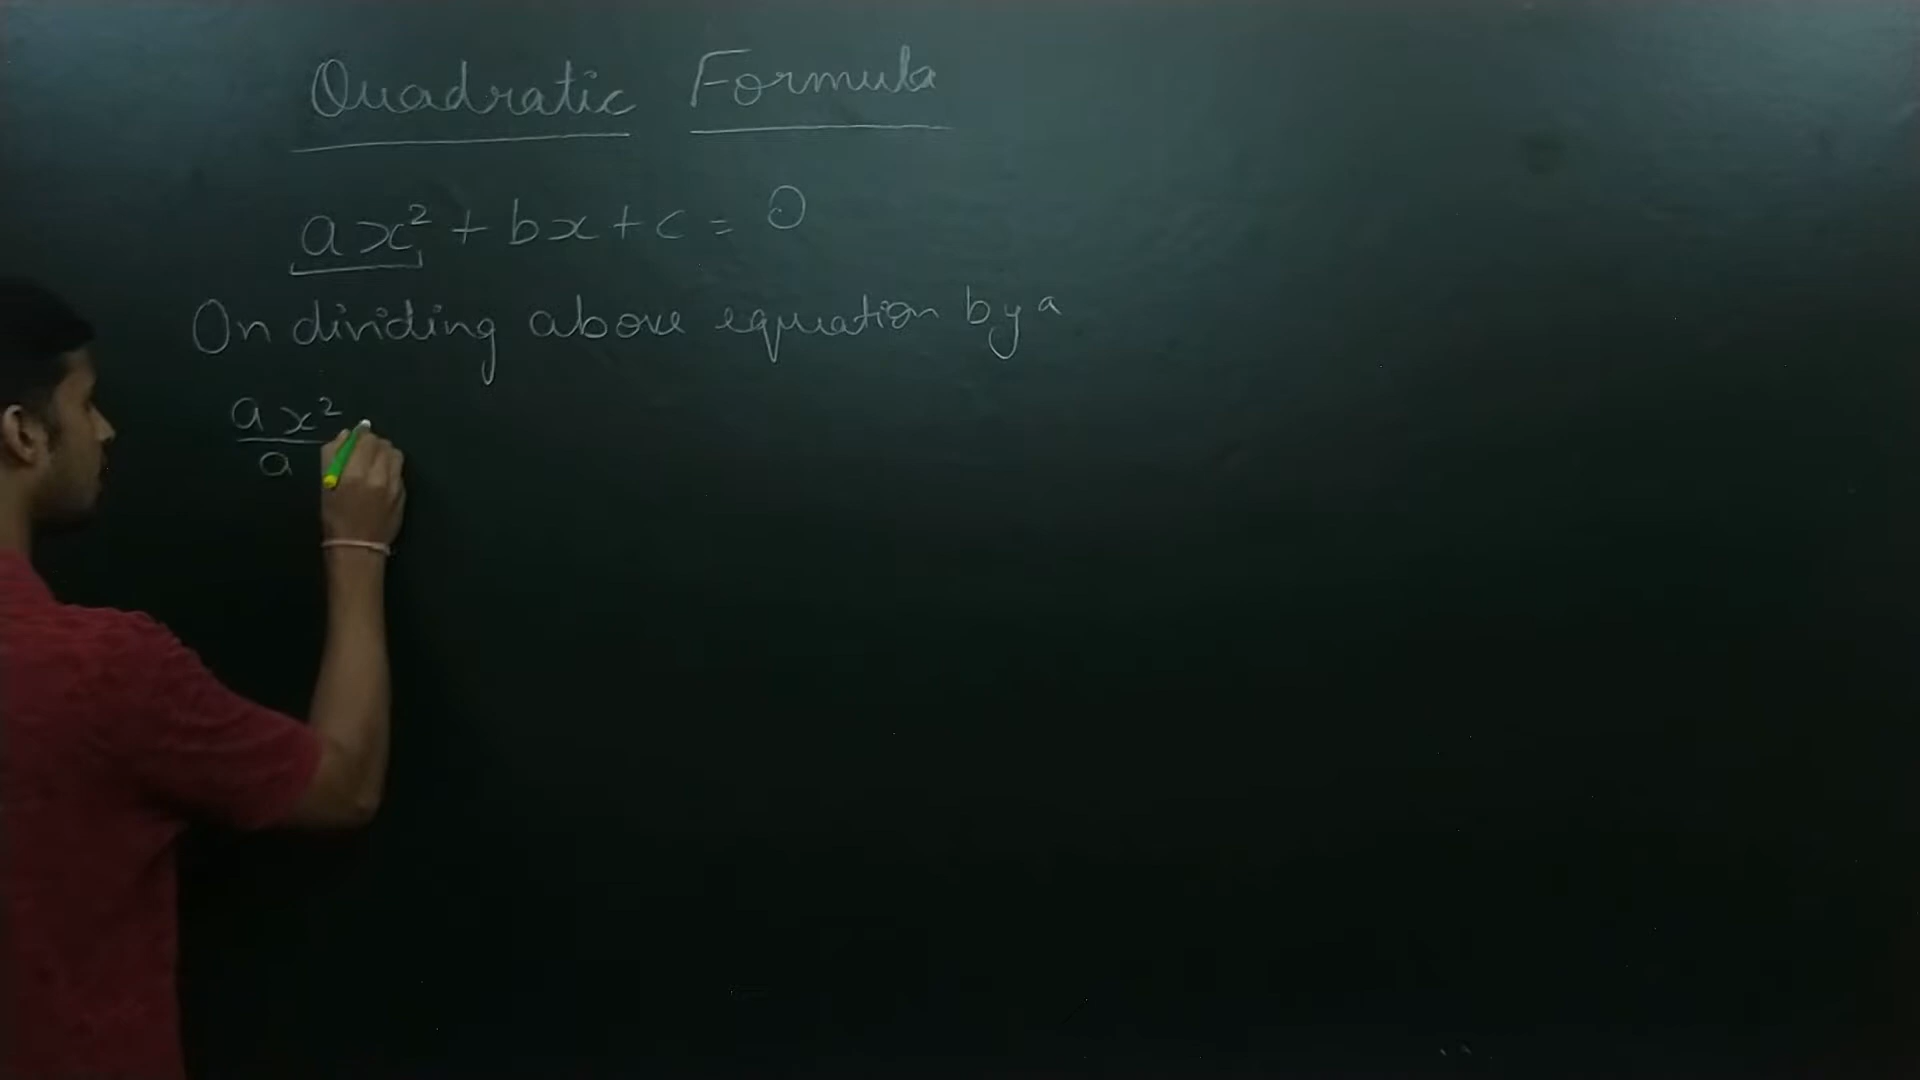 Quadratic Formula
ax² + bx + c = 0
On dividing above equation by a
ax²
a